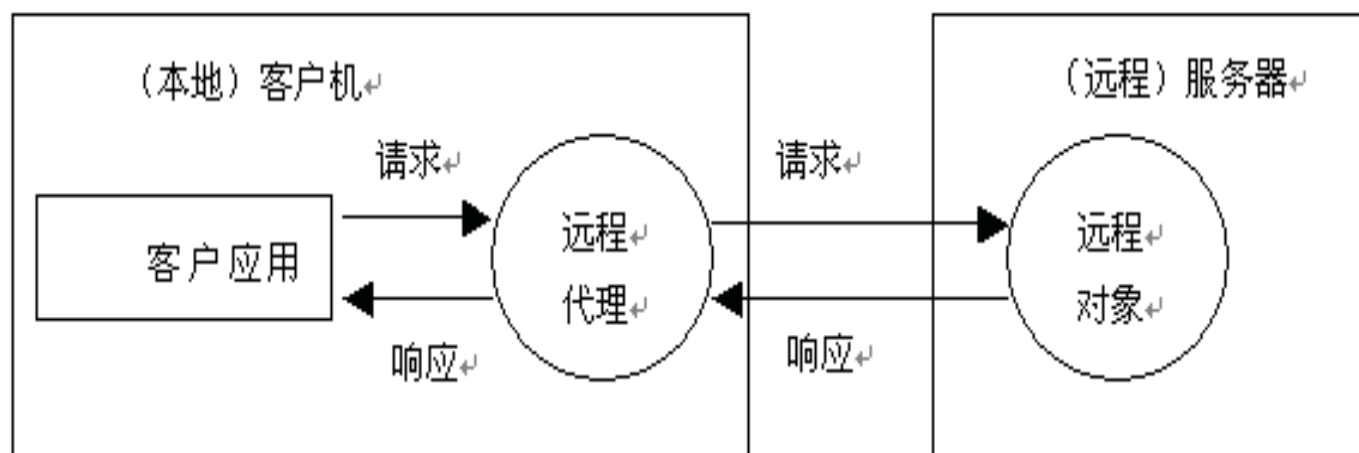 （本地）客户机↵
（远程）服务器↵
请求↵
请求↵
客户应用
远程↵
代理↵
远程↵
对象↵
响应↵
响应↵